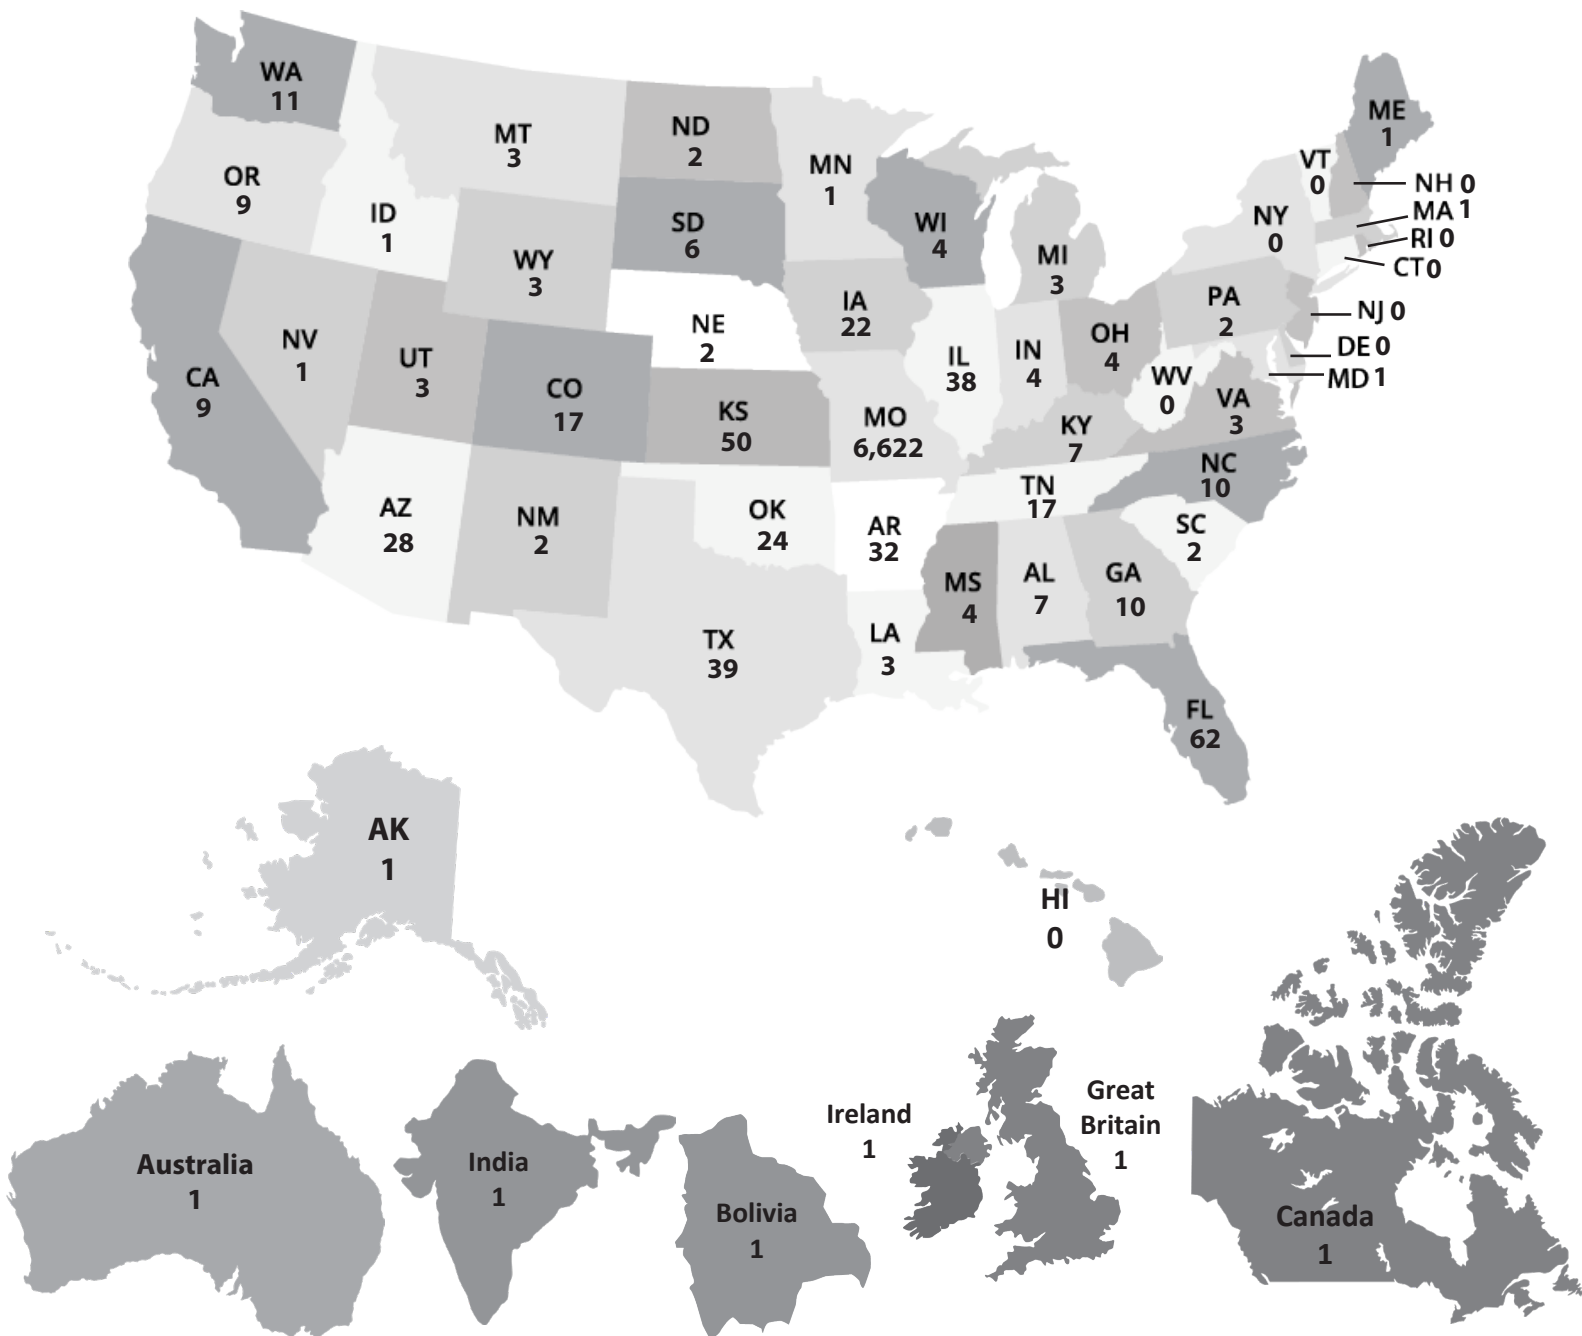 WA
11
OR
9
CA
9
ID
1
NV
1
MT
3
WY
3
UT
3
AZ
28
CO
17
NM
2
ND
2
SD
6
NE
2
KS
50
OK
24
TX
39
MN
1
IA
22
MO
6,622
AR
32
LA
3
WI
4
IL
38
MI
3
IN
4
OH
4
KY
7
TN
17
MS
4
AL
7
GA
10
FL
62
SC
2
NC
10
VA
3
WV
0
PA
2
NY
0
VT
0
ME
1
NH 0
MA 1
RI 0
CT 0
NJ 0
DE 0
MD 1
AK
1
HI
0
Australia
1
India
1
Bolivia
1
Ireland
1
Great
Britain
1
Canada
1